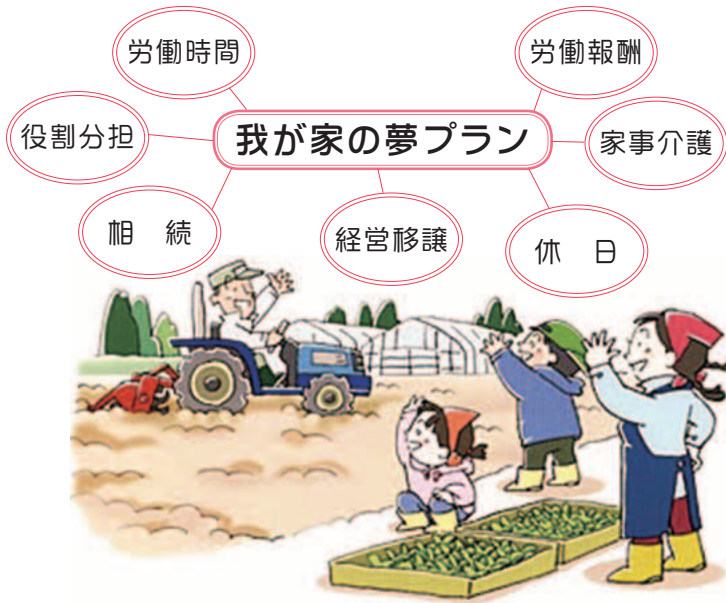 労働時間
労働報酬
役割分担
我が家の夢プラン
家事介護
相　続
経営移譲
休　日